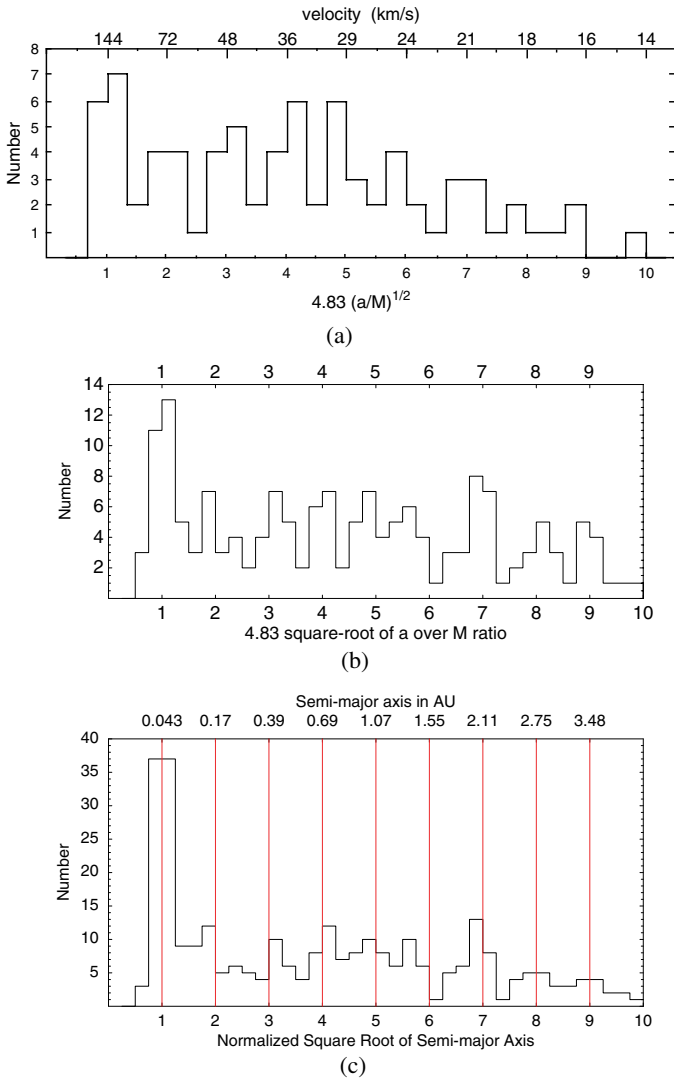 velocity (km/s)
144 72 48 36 29 24 21 18 16 14
8
7
6
5
4
3
2
1
Number
1 2 3 4 5 6 7 8 9 10
4.83 (a/M)^1/2
(a)
1 2 3 4 5 6 7 8 9
14
12
10
8
6
4
2
Number
1 2 3 4 5 6 7 8 9 10
4.83 square-root of a over M ratio
(b)
Semi-major axis in AU
0.043 0.17 0.39 0.69 1.07 1.55 2.11 2.75 3.48
40
35
30
25
20
15
10
5
Number
1 2 3 4 5 6 7 8 9 10
Normalized Square Root of Semi-major Axis
(c)